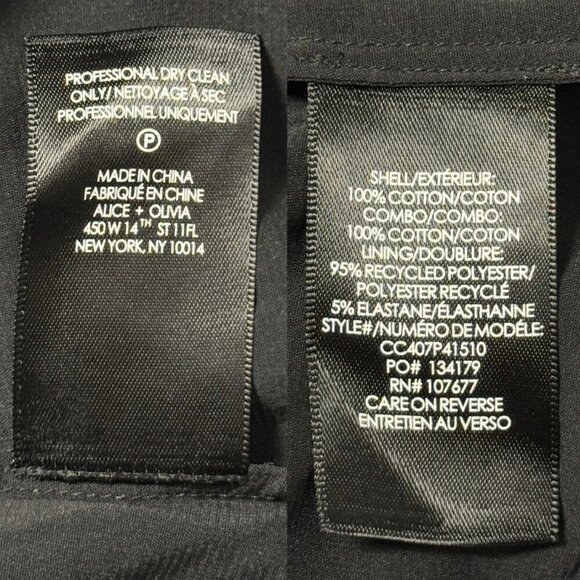 PROFESSIONAL DRY CLEAN
ONLY/ NETTOYAGE À SEC
PROFESSIONNEL UNIQUEMENT
P
MADE IN CHINA
FABRIQUÉ EN CHINE
ALICE + OLIVIA
450 W 14TH ST 11FL
NEW YORK, NY 10014
SHELL/EXTÉRIEUR:
100% COTTON/COTON
COMBO/COMBO:
100% COTTON/COTON
LINING/DOUBLURE:
95% RECYCLED POLYESTER/
POLYESTER RECYCLÉ
5% ELASTANE/ÉLASTHANNE
STYLE#/NUMÉRO DE MODÈLE:
CC407P41510
PO# 134179
RN# 107677
CARE ON REVERSE
ENTRETIEN AU VERSO